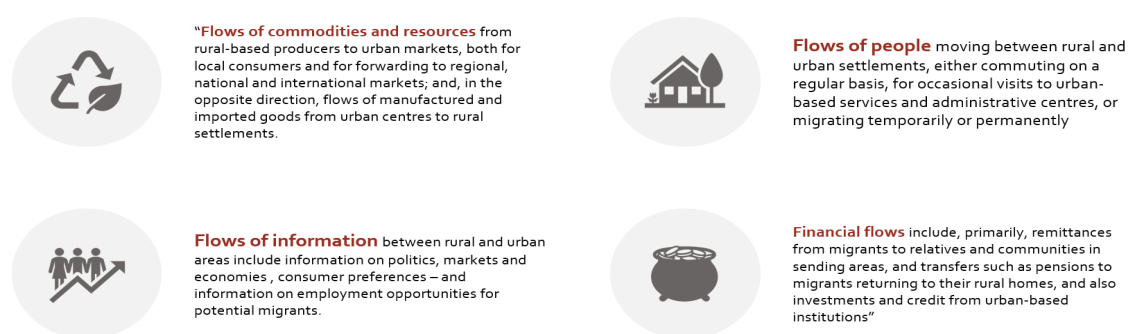 “Flows of commodities and resources from
rural-based producers to urban markets, both for
local consumers and for forwarding to regional,
national and international markets; and, in the
opposite direction, flows of manufactured and
imported goods from urban centres to rural
settlements.
Flows of people moving between rural and
urban settlements, either commuting on a
regular basis, for occasional visits to urban-
based services and administrative centres, or
migrating temporarily or permanently
Flows of information between rural and urban
areas include information on politics, markets and
economies , consumer preferences – and
information on employment opportunities for
potential migrants.
Financial flows include, primarily, remittances
from migrants to relatives and communities in
sending areas, and transfers such as pensions to
migrants returning to their rural homes, and also
investments and credit from urban-based
institutions”